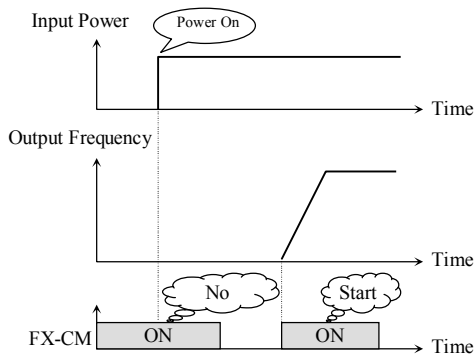 Input Power
Power On
Time
Output Frequency
Time
No
Start
FX-CM
ON
ON
Time